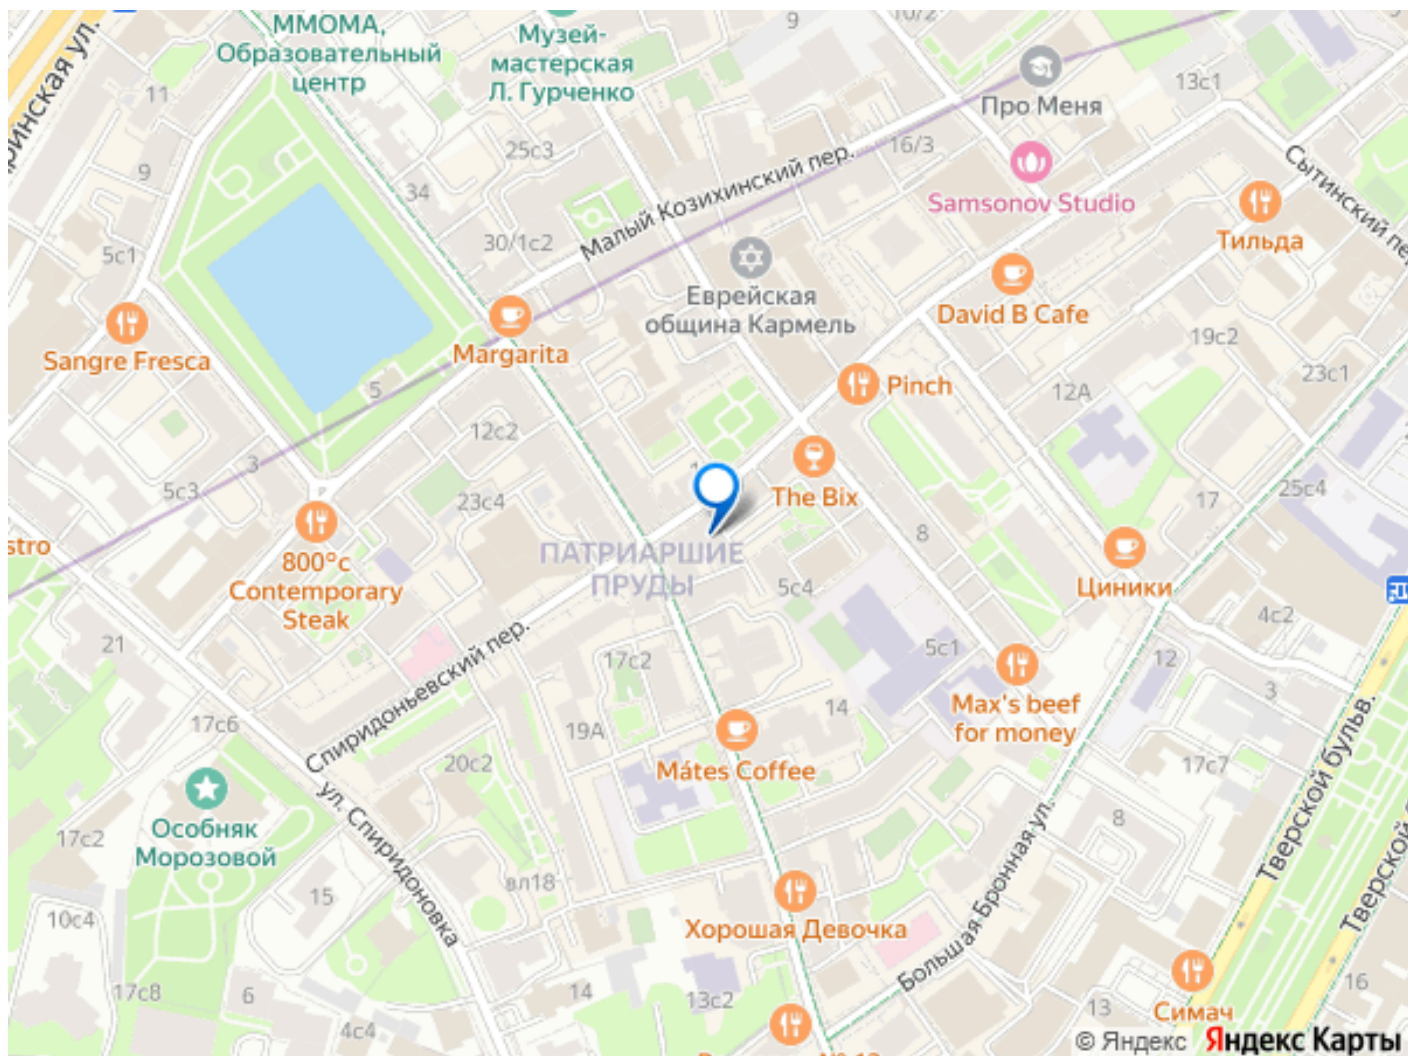 ММОМА,
Образовательный
центр
Музей-
мастерская
Л. Гурченко
9
10/2
Про Меня
13с1
11
25с3
16/3
Малый Козихинский пер.
Samsonov Studio
Сытинский пер
Тильда
9
34
30/1с2
5с1
Еврейская
община Кармель
David B Cafe
Sangre Fresca
Margarita
5
19с2
23с1
12А
Pinch
12с2
3
5с3
23с4
The Bix
17
25с4
8
800°с
Contemporary
Steak
ПАТРИАРШИЕ
ПРУДЫ
5с4
Циники
4с2
21
Спиридоньевский пер.
17с2
5с1
12
3
Max's beef
for money
17с6
19А
14
Mátes Coffee
20с2
17с7
Тверской бульв.
Особняк
Морозовой
ул. Спиридоновка
17с2
8
Большая Бронная ул.
Тверской
вл18
15
10с4
Хорошая Девочка
17с8
6
4с4
14
13с2
13
16
Симач
© Яндекс Яндекс Карты